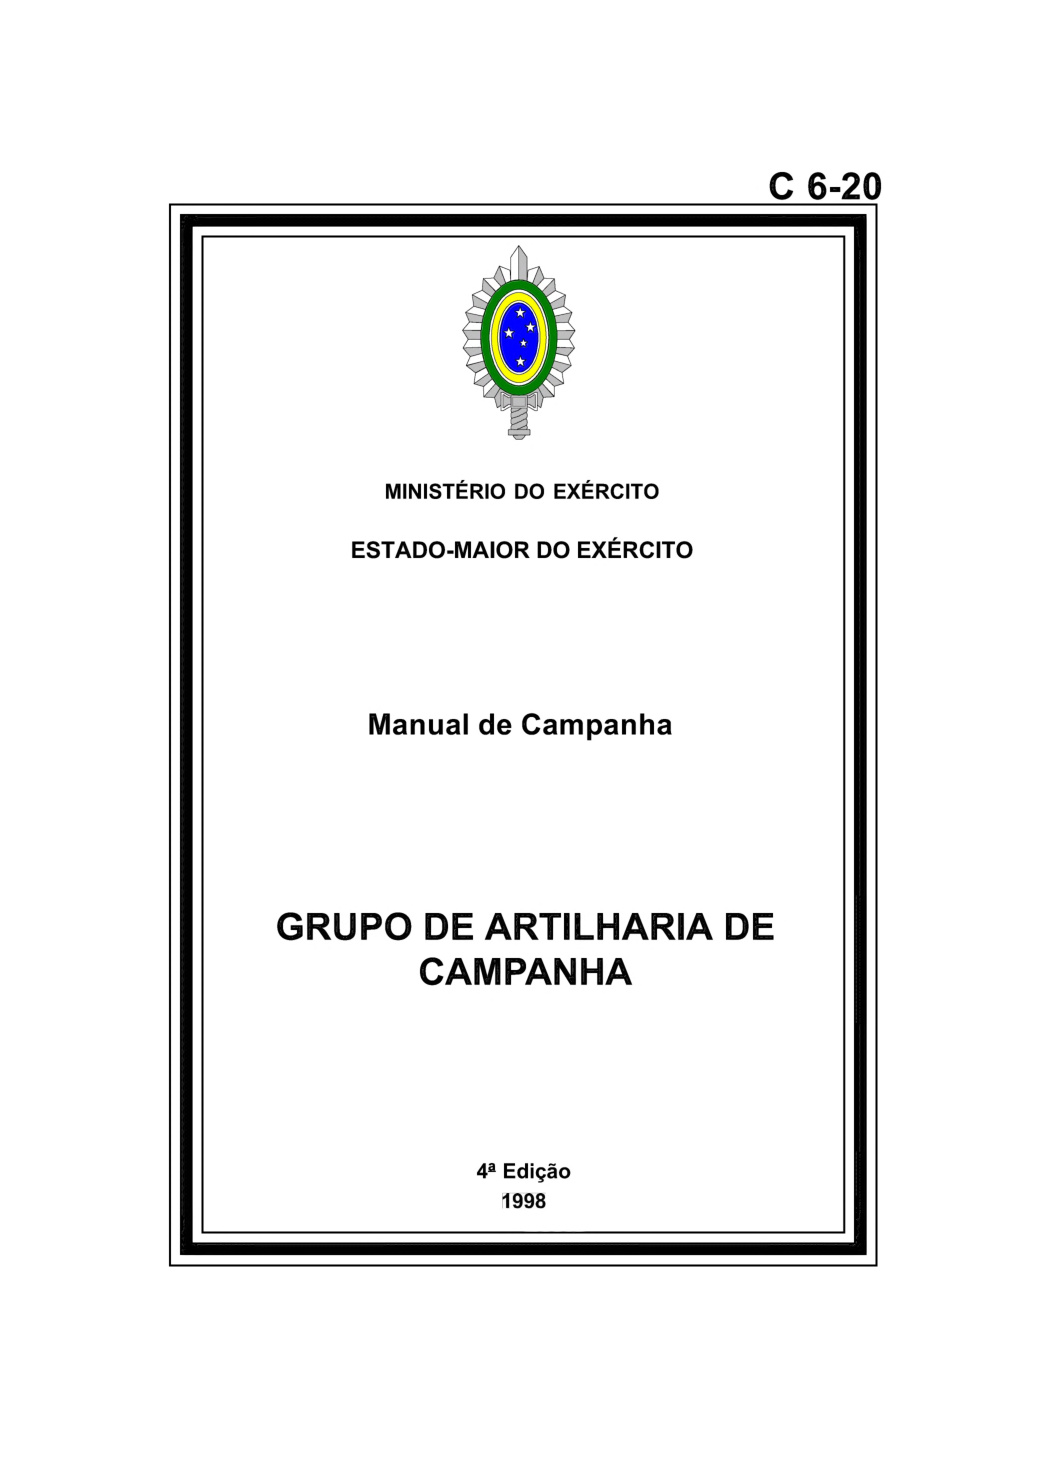 C 6-20
MINISTÉRIO DO EXÉRCITO
ESTADO-MAIOR DO EXÉRCITO
Manual de Campanha
GRUPO DE ARTILHARIA DE
CAMPANHA
4ª Edição
1998